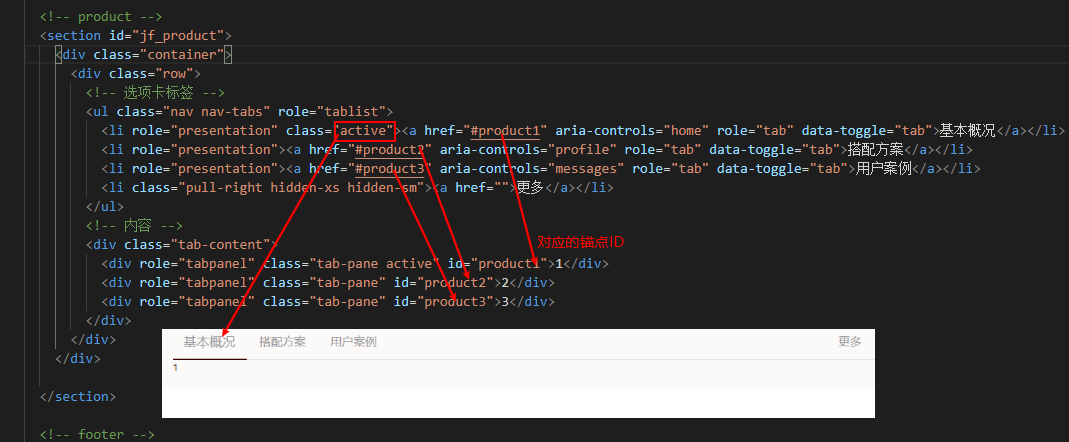 <!-- product -->
<section id="jf_product">
<div class="container">
<div class="row">
<!-- 选项卡标签 -->
<ul class="nav nav-tabs" role="tablist">
<li role="presentation" class="active"><a href="#product1" aria-controls="home" role="tab" data-toggle="tab">基本概况</a></li>
<li role="presentation"><a href="#product2" aria-controls="profile" role="tab" data-toggle="tab">搭配方案</a></li>
<li role="presentation"><a href="#product3" aria-controls="messages" role="tab" data-toggle="tab">用户案例</a></li>
<li class="pull-right hidden-xs hidden-sm"><a href="">更多</a></li>
</ul>
<!-- 内容 -->
<div class="tab-content">
对应的锚点ID
<div role="tabpanel" class="tab-pane active" id="product1">1</div>
<div role="tabpanel" class="tab-pane" id="product2">2</div>
<div role="tabpanel" class="tab-pane" id="product3">3</div>
</div>
</div>
</div>
基本概况 搭配方案 用户案例 更多
1
</section>
<!-- footer -->